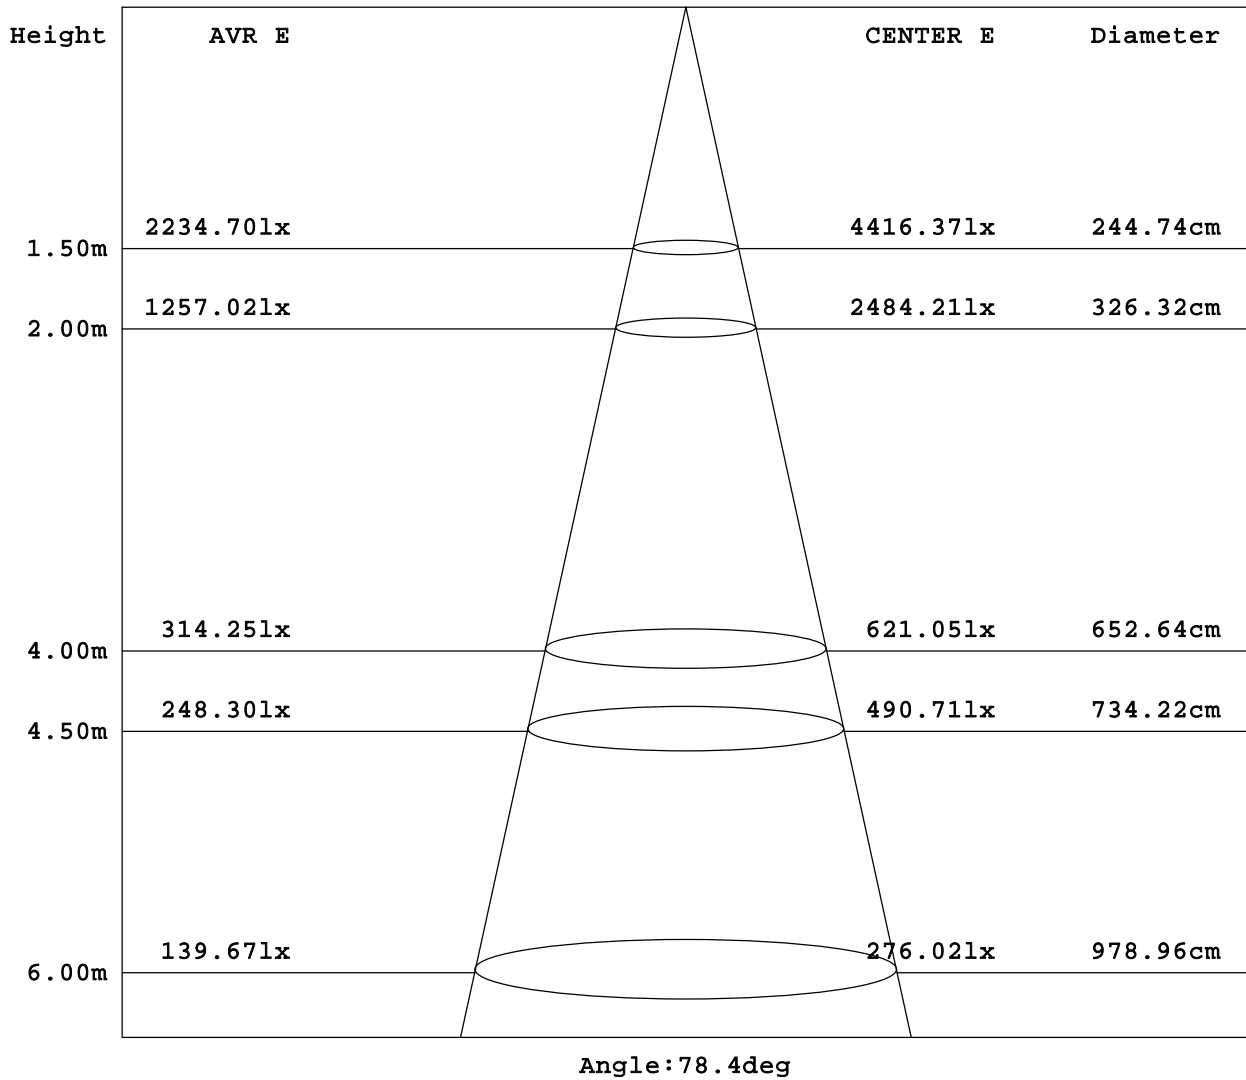 Height AVR E CENTER E Diameter
2234.70lx 4416.37lx 244.74cm
1.50m
1257.02lx 2484.21lx 326.32cm
2.00m
314.25lx 621.05lx 652.64cm
4.00m
248.30lx 490.71lx 734.22cm
4.50m
139.67lx 276.02lx 978.96cm
6.00m
Angle:78.4deg